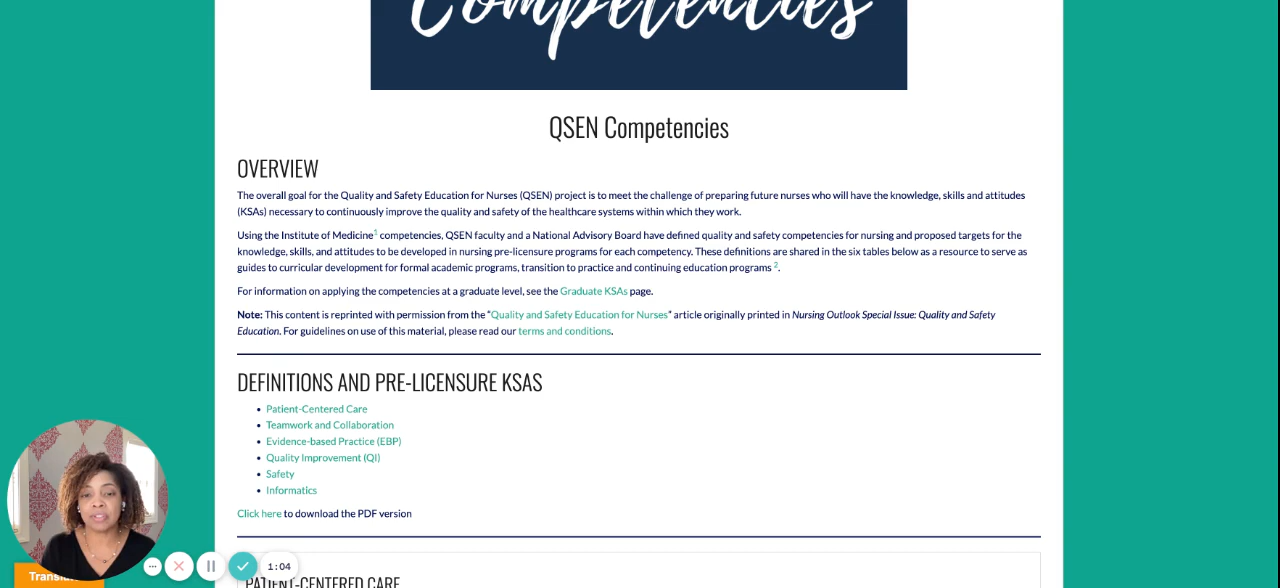 Competencies
QSEN Competencies
OVERVIEW
The overall goal for the Quality and Safety Education for Nurses (QSEN) project is to meet the challenge of preparing future nurses who will have the knowledge, skills and attitudes
(KSAs) necessary to continuously improve the quality and safety of the healthcare systems within which they work.
Using the Institute of Medicine1 competencies, QSEN faculty and a National Advisory Board have defined quality and safety competencies for nursing and proposed targets for the
knowledge, skills, and attitudes to be developed in nursing pre-licensure programs for each competency. These definitions are shared in the six tables below as a resource to serve as
guides to curricular development for formal academic programs, transition to practice and continuing education programs 2.
For information on applying the competencies at a graduate level, see the Graduate KSAs page.
Note: This content is reprinted with permission from the “Quality and Safety Education for Nurses“ article originally printed in Nursing Outlook Special Issue: Quality and Safety
Education. For guidelines on use of this material, please read our terms and conditions.
DEFINITIONS AND PRE-LICENSURE KSAS
• Patient-Centered Care
• Teamwork and Collaboration
• Evidence-based Practice (EBP)
• Quality Improvement (QI)
• Safety
• Informatics
Click here to download the PDF version
1:04
PATIENT-CENTERED CARE